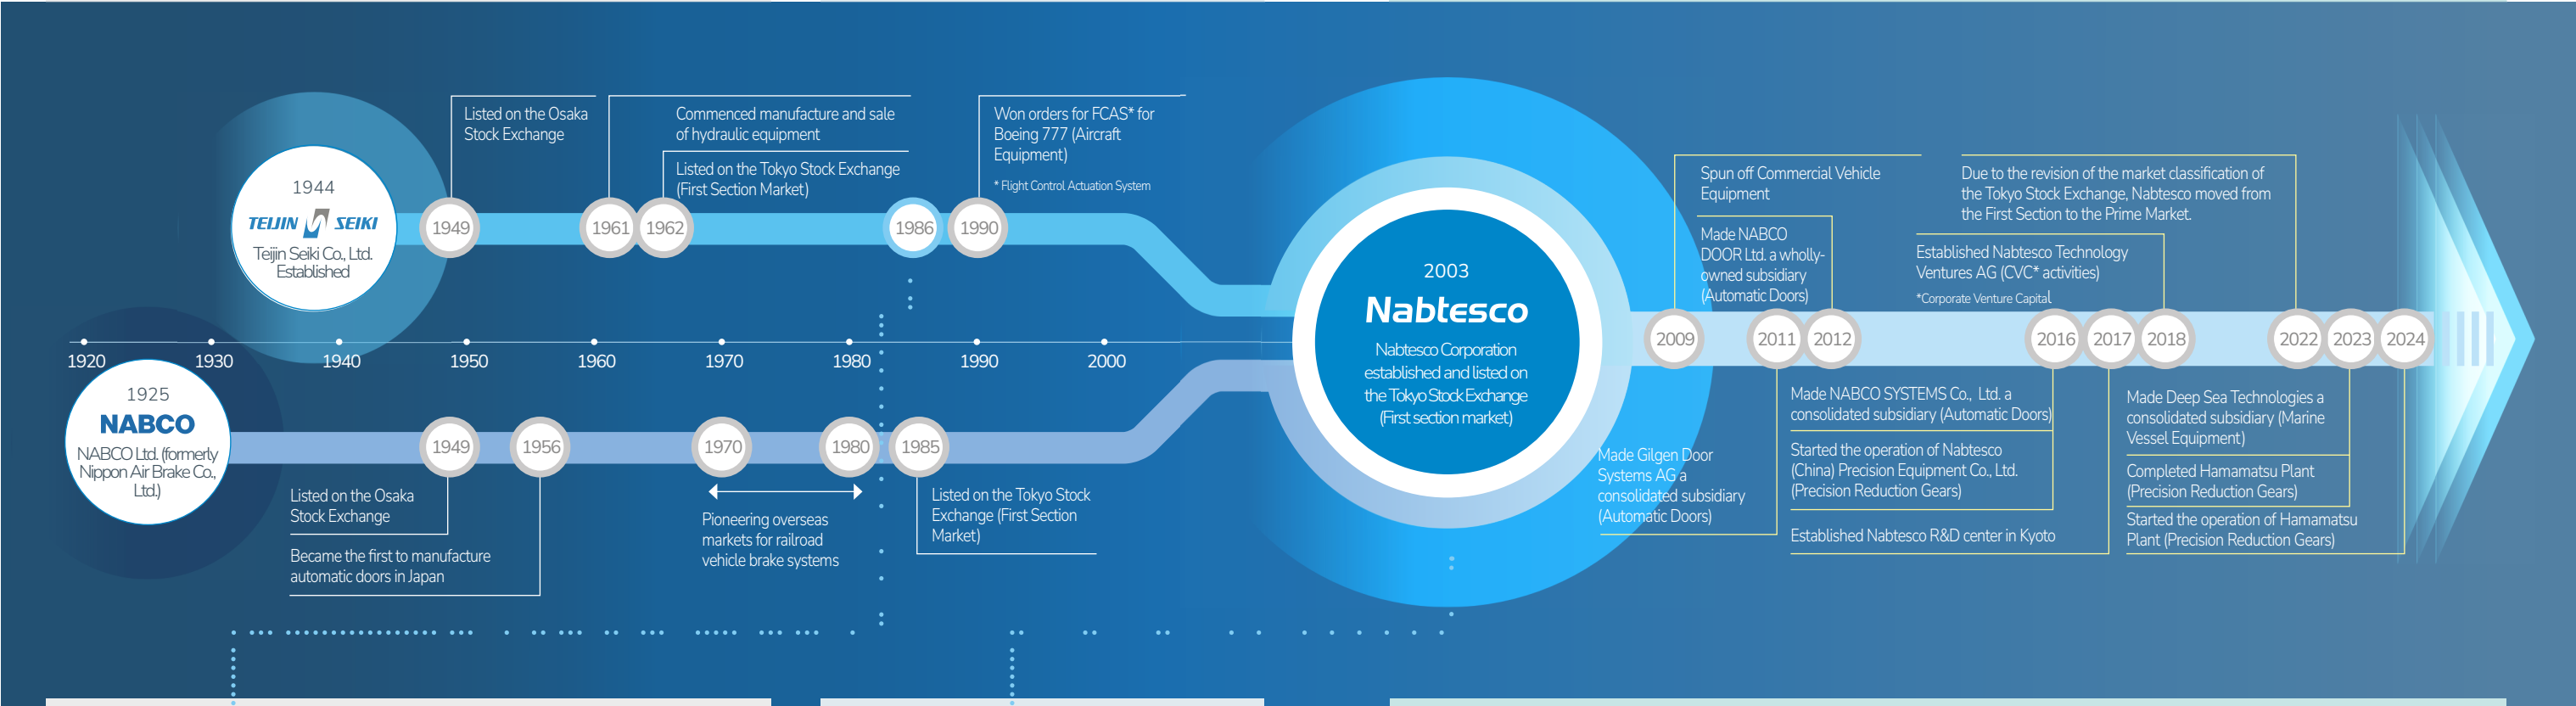 1944
TEIJIN SEIKI
Teijin Seiki Co., Ltd.
Established
Listed on the Osaka
Stock Exchange
Commenced manufacture and sale
of hydraulic equipment
Listed on the Tokyo Stock Exchange
(First Section Market)
Won orders for FCAS* for
Boeing 777 (Aircraft
Equipment)
* Flight Control Actuation System
1949
1961
1962
1986
1990
1920
1930
1940
1950
1960
1970
1980
1990
2000
1925
NABCO
NABCO Ltd. (formerly
Nippon Air Brake Co.,
Ltd.)
1949
1956
1970
1980
1985
Listed on the Osaka
Stock Exchange
Became the first to manufacture
automatic doors in Japan
Pioneering overseas
markets for railroad
vehicle brake systems
Listed on the Tokyo Stock
Exchange (First Section
Market)
2003
Nabtesco
Nabtesco Corporation
established and listed on
the Tokyo Stock Exchange
(First section market)
Spun off Commercial Vehicle
Equipment
Made NABCO
DOOR Ltd. a wholly-
owned subsidiary
(Automatic Doors)
Due to the revision of the market classification of
the Tokyo Stock Exchange, Nabtesco moved from
the First Section to the Prime Market.
Established Nabtesco Technology
Ventures AG (CVC* activities)
*Corporate Venture Capital
2009
2011
2012
2016
2017
2018
2022
2023
2024
Made Gilgen Door
Systems AG a
consolidated subsidiary
(Automatic Doors)
Made NABCO SYSTEMS Co., Ltd. a
consolidated subsidiary (Automatic Doors)
Started the operation of Nabtesco
(China) Precision Equipment Co., Ltd.
(Precision Reduction Gears)
Established Nabtesco R&D center in Kyoto
Made Deep Sea Technologies a
consolidated subsidiary (Marine
Vessel Equipment)
Completed Hamamatsu Plant
(Precision Reduction Gears)
Started the operation of Hamamatsu
Plant (Precision Reduction Gears)